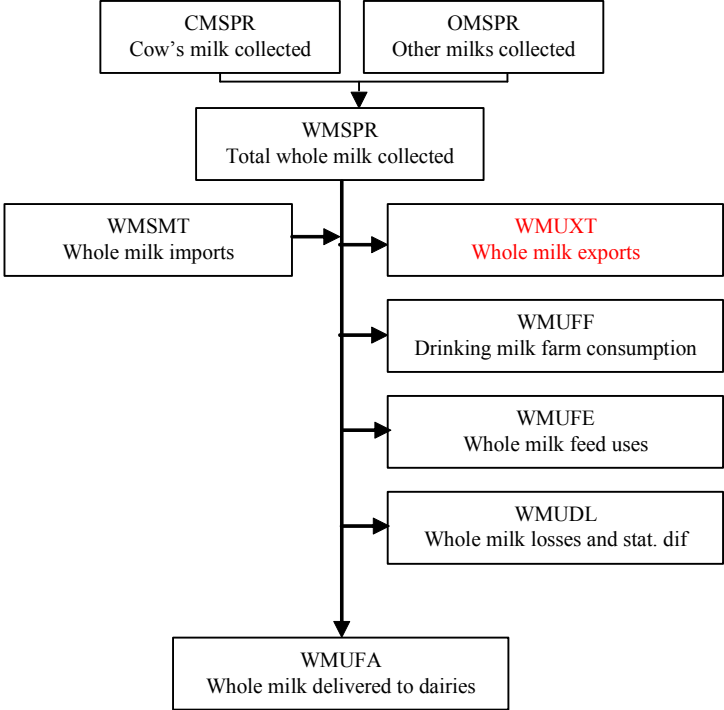 CMSPR
Cow's milk collected
OMSPR
Other milks collected
WMSPR
Total whole milk collected
WMSMT
Whole milk imports
WMUXT
Whole milk exports
WMUFF
Drinking milk farm consumption
WMUFE
Whole milk feed uses
WMUDL
Whole milk losses and stat. dif
WMUFA
Whole milk delivered to dairies